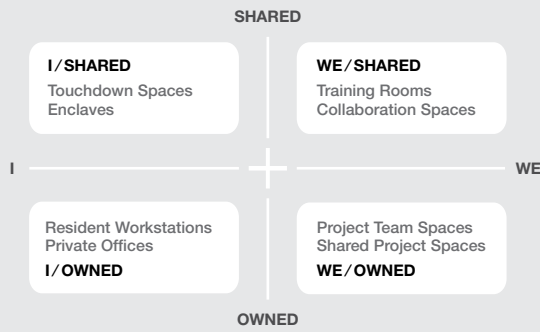 SHARED
I/SHARED
Touchdown Spaces
Enclaves
WE/SHARED
Training Rooms
Collaboration Spaces
I
WE
Resident Workstations
Private Offices
I/OWNED
Project Team Spaces
Shared Project Spaces
WE/OWNED
OWNED